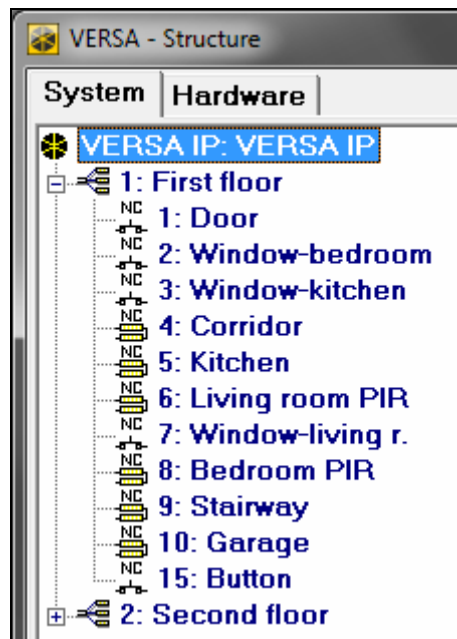 VERSA - Structure
System Hardware
VERSA IP: VERSA IP
1: First floor
NC 1: Door
NC 2: Window-bedroom
NC 3: Window-kitchen
NC 4: Corridor
NC 5: Kitchen
NC 6: Living room PIR
NC 7: Window-living r.
NC 8: Bedroom PIR
NC 9: Stairway
NC 10: Garage
NC 15: Button
2: Second floor